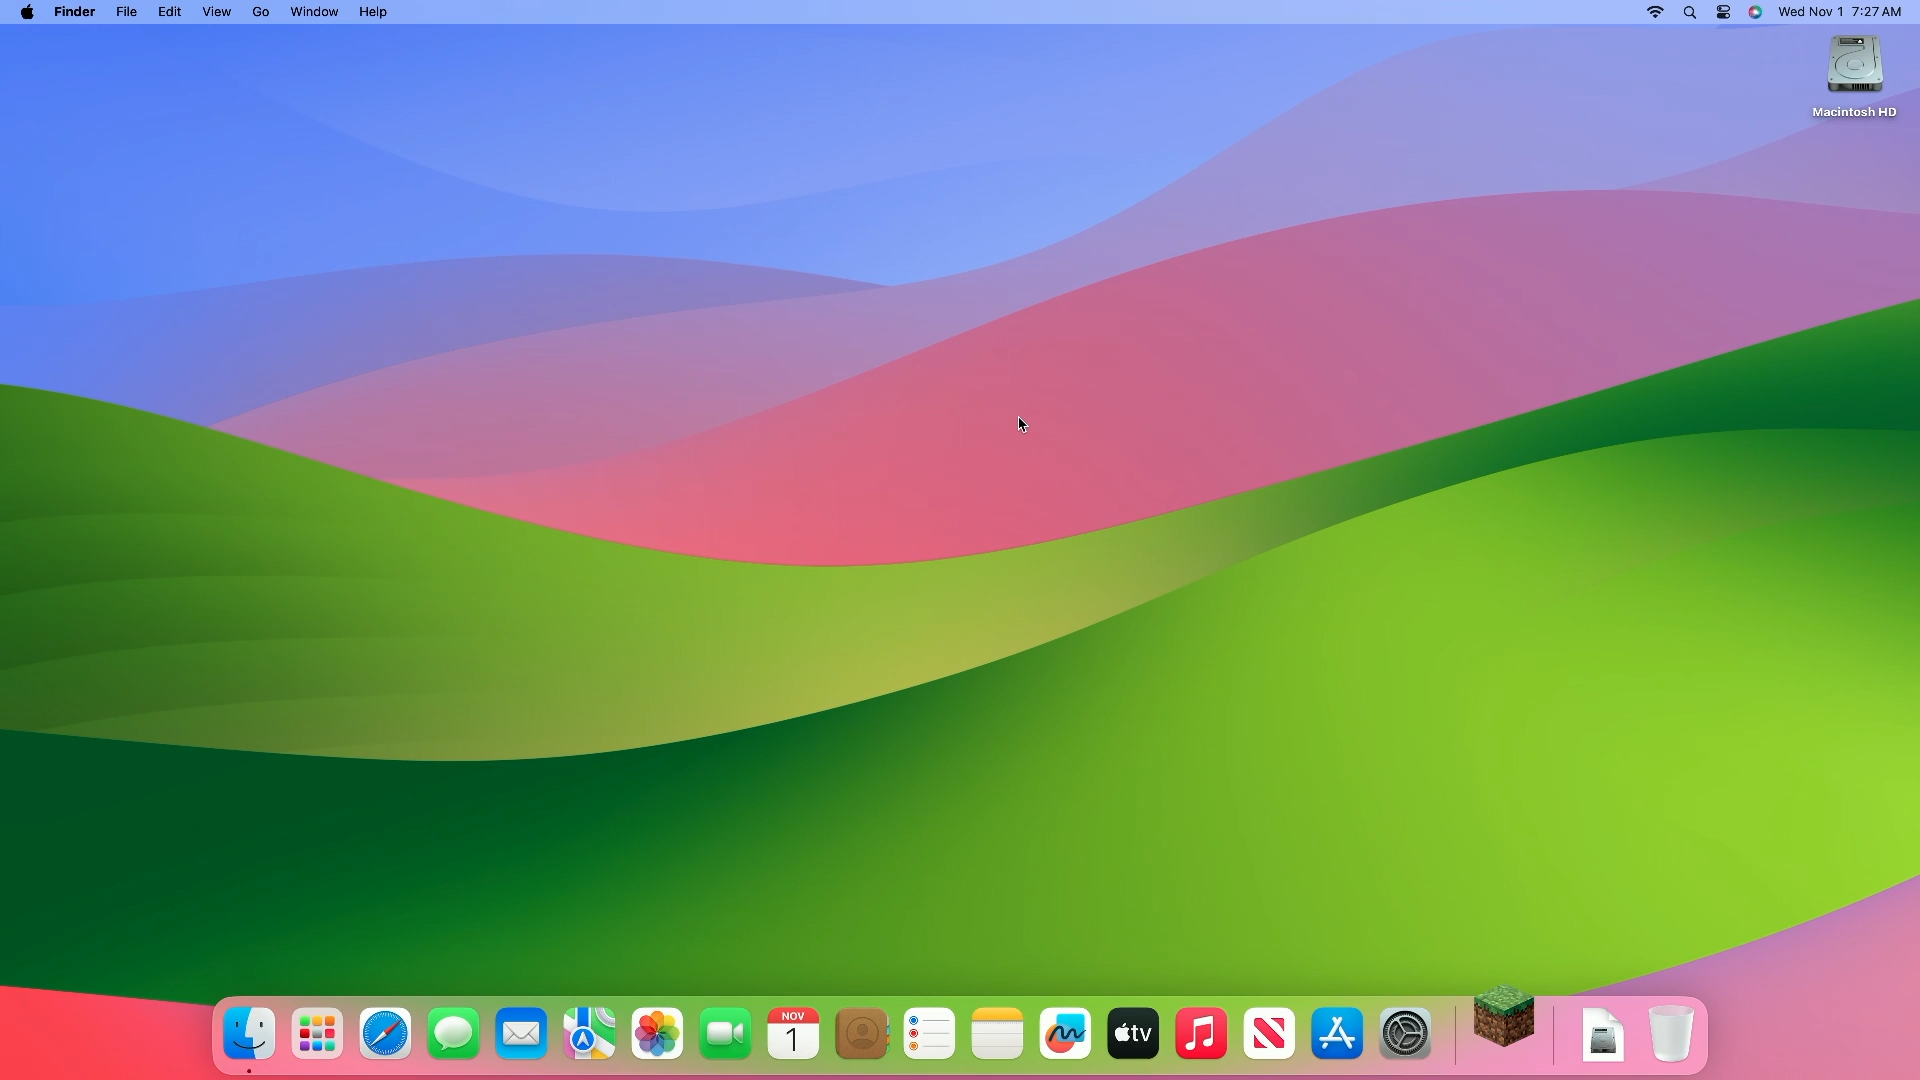 Finder File Edit View Go Window Help Wed Nov 1 7:27 AM
Macintosh HD
NOV
1
tv